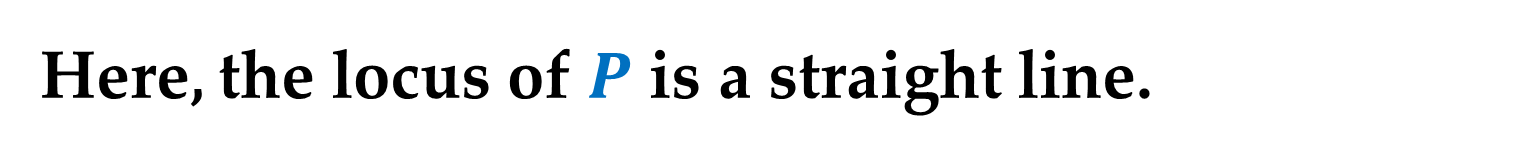 Here, the locus of P is a straight line.